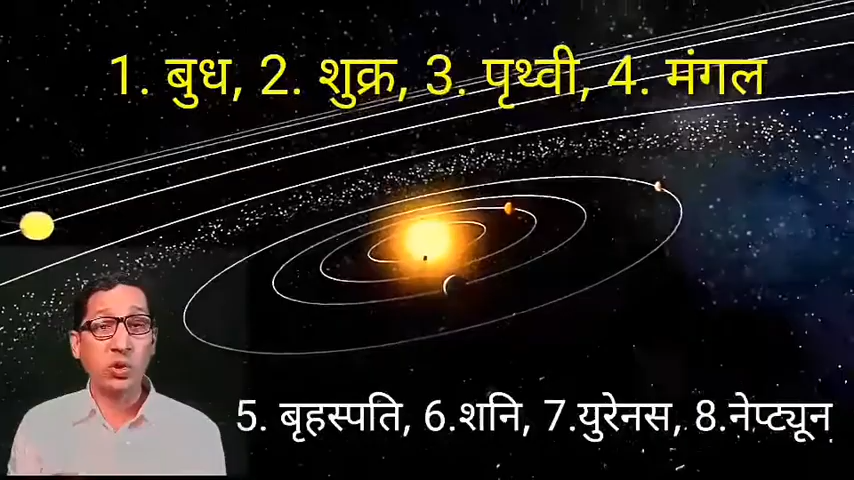 1. बुध, 2. शुक्र, 3. पृथ्वी, 4. मंगल
5. बृहस्पति, 6.शनि, 7.युरेनस, 8.नेप्ट्यून